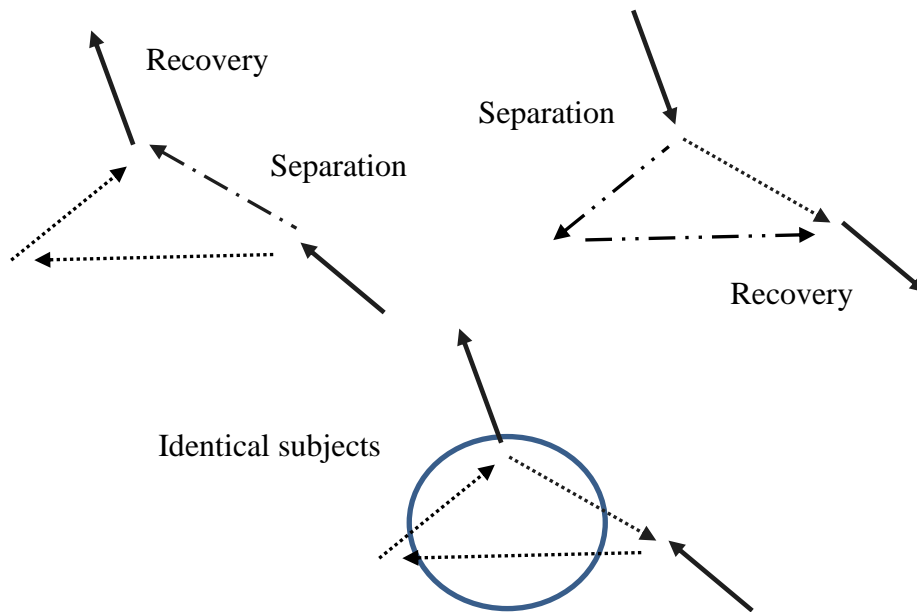 Recovery
Separation
Separation
Recovery
Identical subjects